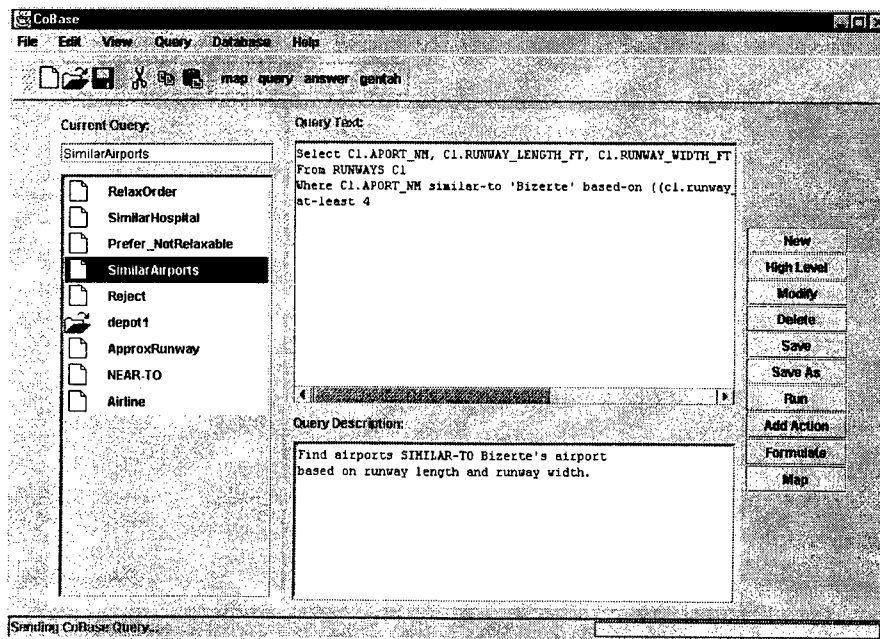 CoBase
File Edit View Query Database Help
map query answer gentah
Current Query:
SimilarAirports
RelaxOrder
SimilarHospital
Prefer_NotRelaxable
SimilarAirports
Reject
depot1
ApproxRunway
NEAR-TO
Airline
Query Text:
Select C1.APORT_NM, C1.RUNWAY_LENGTH_FT, C1.RUNWAY_WIDTH_FT
From RUNWAYS C1
Where C1.APORT_NM similar-to 'Bizerte' based-on ((c1.runway_
at-least 4
Query Description:
Find airports SIMILAR-TO Bizerte's airport
based on runway length and runway width.
New
High Level
Modify
Delete
Save
Save As
Run
Add Action
Formulate
Map
Sending CoBase Query...